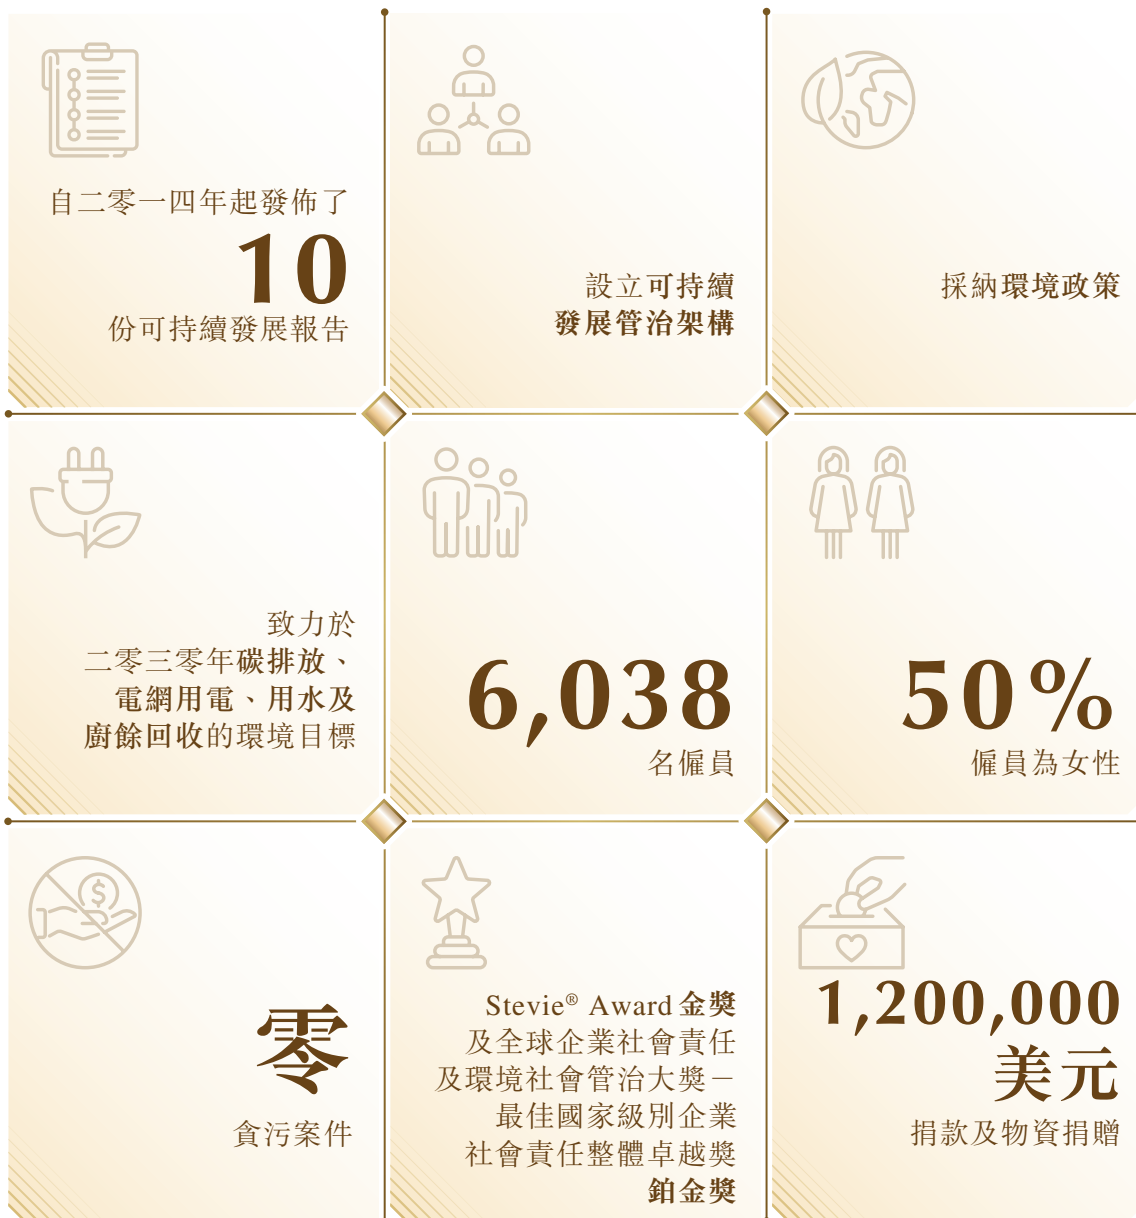 自二零一四年起發佈了
10
份可持續發展報告
設立可持續
發展管治架構
採納環境政策
致力於
二零三零年碳排放、
電網用電、用水及
廚餘回收的環境目標
6,038
名僱員
50%
僱員為女性
零
貪污案件
Stevie® Award 金獎
及全球企業社會責任
及環境社會管治大獎－
最佳國家級別企業
社會責任整體卓越獎
鉑金獎
$
1,200,000
美元
捐款及物資捐贈